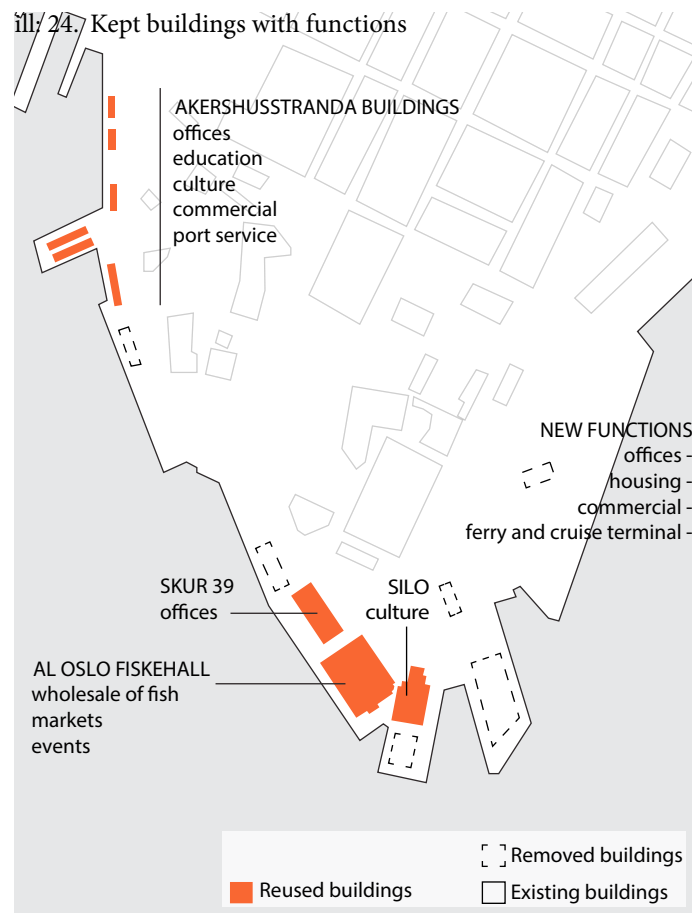 ill: 24. Kept buildings with functions
AKERSHUSSTRANDA BUILDINGS
offices
education
culture
commercial
port service
NEW FUNCTIONS
offices -
housing -
commercial -
ferry and cruise terminal -
SKUR 39
offices
SILO
culture
AL OSLO FISKEHALL
wholesale of fish
markets
events
Removed buildings
Reused buildings
Existing buildings